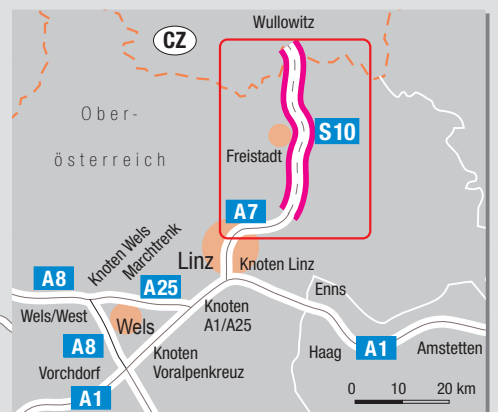 Wullowitz
CZ
Ober-
österreich
S10
Freistadt
A7
Linz
Knoten Linz
Knoten Wels
Marchtrenk
A8
A25
Enns
Wels/West
Wels
Knoten
A1/A25
A8
Knoten
Voralpenkreuz
Haag
A1
Amstetten
Vorchdorf
A1
0 10 20 km